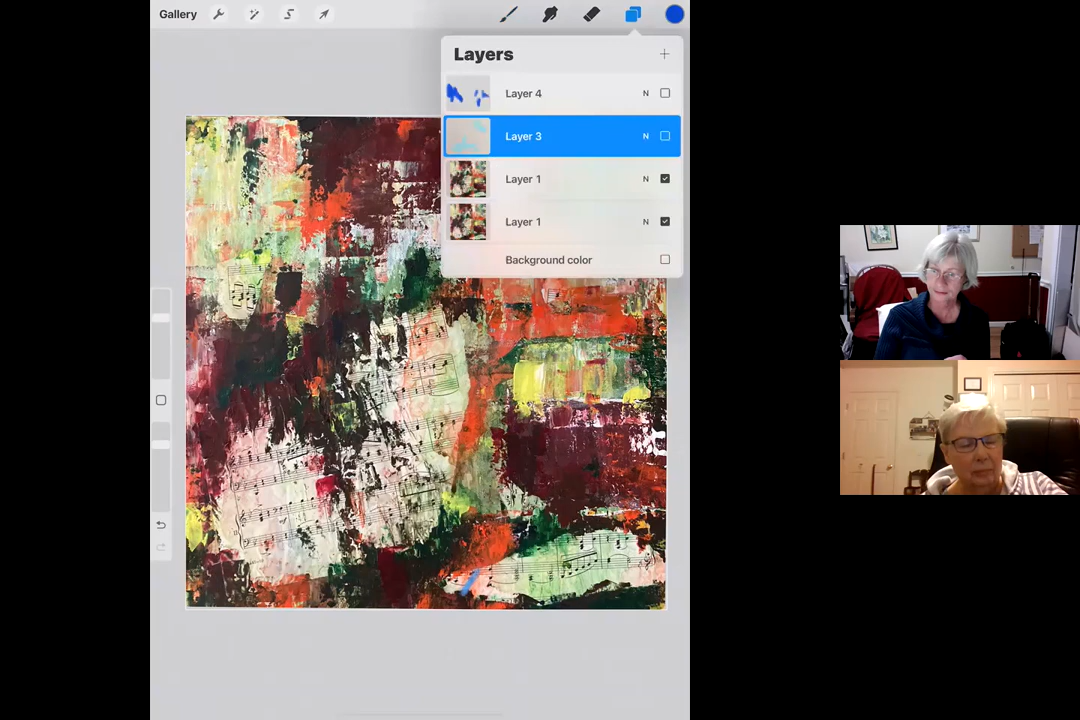 Gallery
Layers
Layer 4 N
Layer 3 N
Layer 1 N
Layer 1 N
Background color